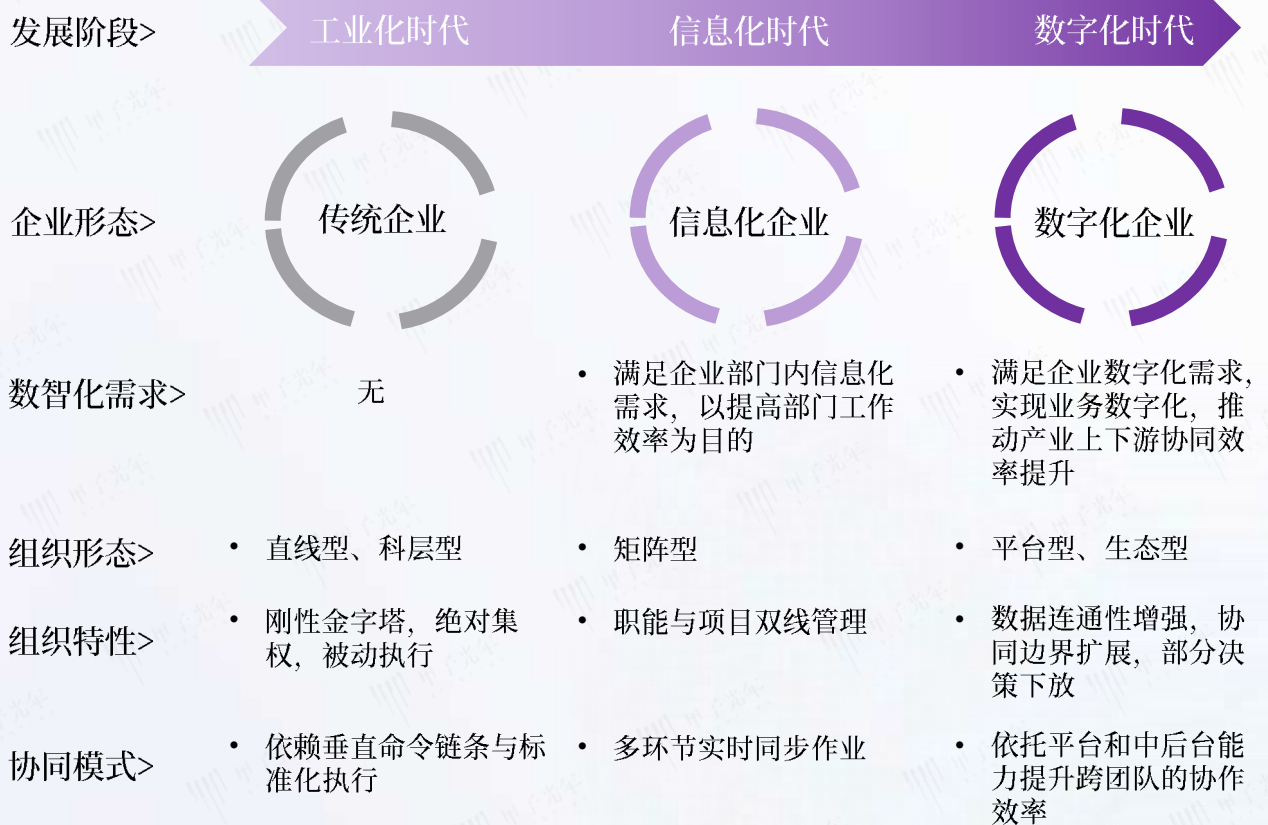 发展阶段> 工业化时代 信息化时代 数字化时代
企业形态> 传统企业 信息化企业 数字化企业
数智化需求> 无
• 满足企业部门内信息化
需求，以提高部门工作
效率为目的
• 满足企业数字化需求，
实现业务数字化，推
动产业上下游协同效
率提升
组织形态>
• 直线型、科层型
• 矩阵型
• 平台型、生态型
组织特性>
• 刚性金字塔，绝对集
权，被动执行
• 职能与项目双线管理
• 数据连通性增强，协
同边界扩展，部分决
策下放
协同模式>
• 依赖垂直命令链条与标
准化执行
• 多环节实时同步作业
• 依托平台和中后台能
力提升跨团队的协作
效率